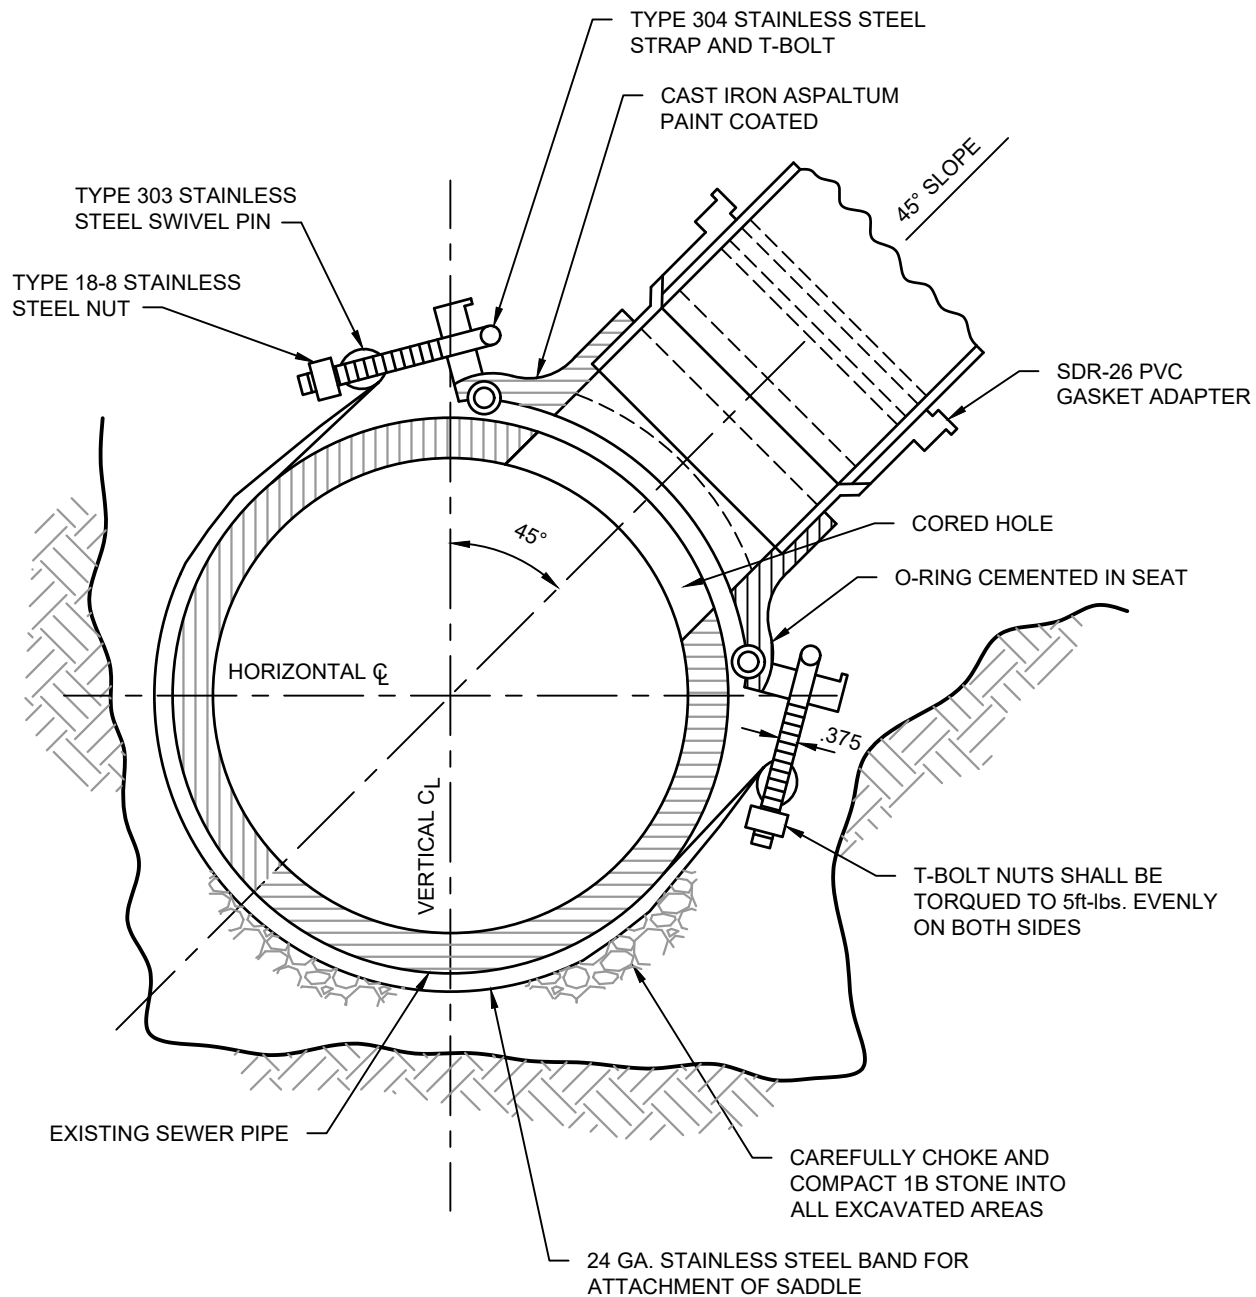 TYPE 304 STAINLESS STEEL
STRAP AND T-BOLT
CAST IRON ASPALTUM
PAINT COATED
45° SLOPE
TYPE 303 STAINLESS
STEEL SWIVEL PIN
TYPE 18-8 STAINLESS
STEEL NUT
SDR-26 PVC
GASKET ADAPTER
CORED HOLE
45°
O-RING CEMENTED IN SEAT
HORIZONTAL ℄
.375
VERTICAL CL
T-BOLT NUTS SHALL BE
TORQUED TO 5ft-lbs. EVENLY
ON BOTH SIDES
EXISTING SEWER PIPE
CAREFULLY CHOKE AND
COMPACT 1B STONE INTO
ALL EXCAVATED AREAS
24 GA. STAINLESS STEEL BAND FOR
ATTACHMENT OF SADDLE